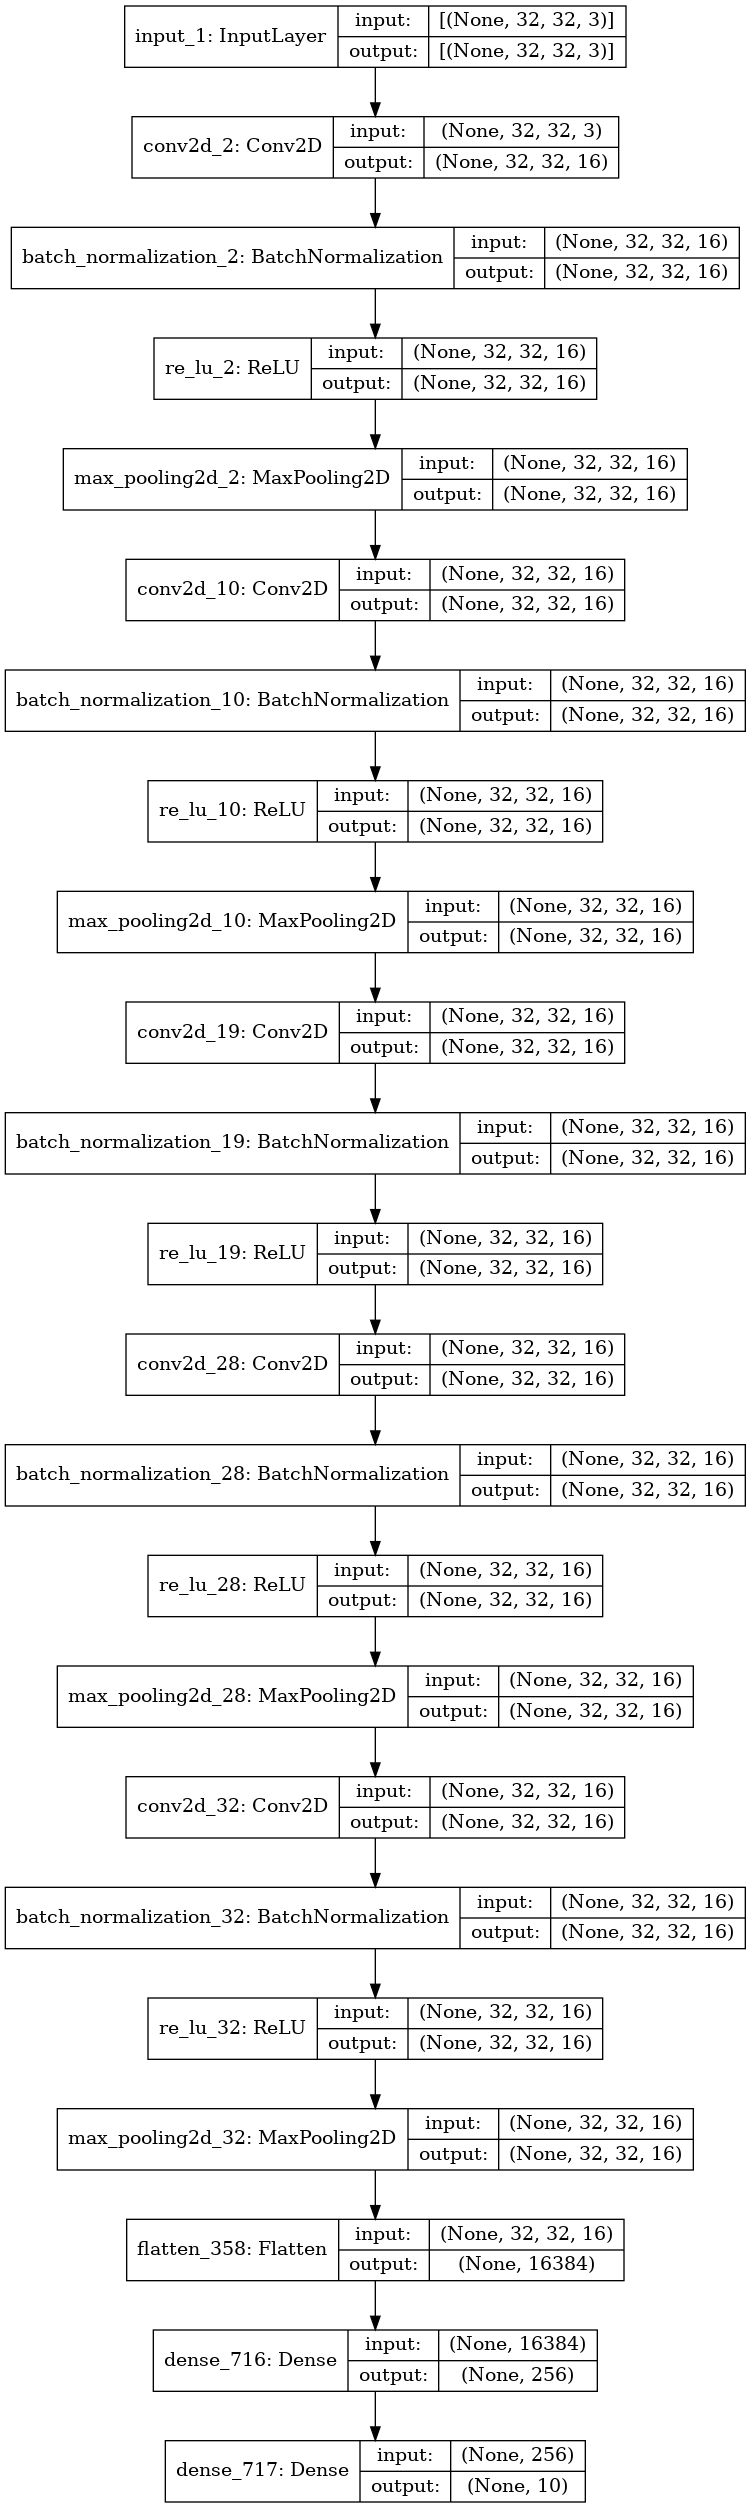 input_1: InputLayer
input: [(None, 32, 32, 3)]
output: [(None, 32, 32, 3)]
conv2d_2: Conv2D
input: (None, 32, 32, 3)
output: (None, 32, 32, 16)
batch_normalization_2: BatchNormalization
input: (None, 32, 32, 16)
output: (None, 32, 32, 16)
re_lu_2: ReLU
input: (None, 32, 32, 16)
output: (None, 32, 32, 16)
max_pooling2d_2: MaxPooling2D
input: (None, 32, 32, 16)
output: (None, 32, 32, 16)
conv2d_10: Conv2D
input: (None, 32, 32, 16)
output: (None, 32, 32, 16)
batch_normalization_10: BatchNormalization
input: (None, 32, 32, 16)
output: (None, 32, 32, 16)
re_lu_10: ReLU
input: (None, 32, 32, 16)
output: (None, 32, 32, 16)
max_pooling2d_10: MaxPooling2D
input: (None, 32, 32, 16)
output: (None, 32, 32, 16)
conv2d_19: Conv2D
input: (None, 32, 32, 16)
output: (None, 32, 32, 16)
batch_normalization_19: BatchNormalization
input: (None, 32, 32, 16)
output: (None, 32, 32, 16)
re_lu_19: ReLU
input: (None, 32, 32, 16)
output: (None, 32, 32, 16)
conv2d_28: Conv2D
input: (None, 32, 32, 16)
output: (None, 32, 32, 16)
batch_normalization_28: BatchNormalization
input: (None, 32, 32, 16)
output: (None, 32, 32, 16)
re_lu_28: ReLU
input: (None, 32, 32, 16)
output: (None, 32, 32, 16)
max_pooling2d_28: MaxPooling2D
input: (None, 32, 32, 16)
output: (None, 32, 32, 16)
conv2d_32: Conv2D
input: (None, 32, 32, 16)
output: (None, 32, 32, 16)
batch_normalization_32: BatchNormalization
input: (None, 32, 32, 16)
output: (None, 32, 32, 16)
re_lu_32: ReLU
input: (None, 32, 32, 16)
output: (None, 32, 32, 16)
max_pooling2d_32: MaxPooling2D
input: (None, 32, 32, 16)
output: (None, 32, 32, 16)
flatten_358: Flatten
input: (None, 32, 32, 16)
output: (None, 16384)
dense_716: Dense
input: (None, 16384)
output: (None, 256)
dense_717: Dense
input: (None, 256)
output: (None, 10)